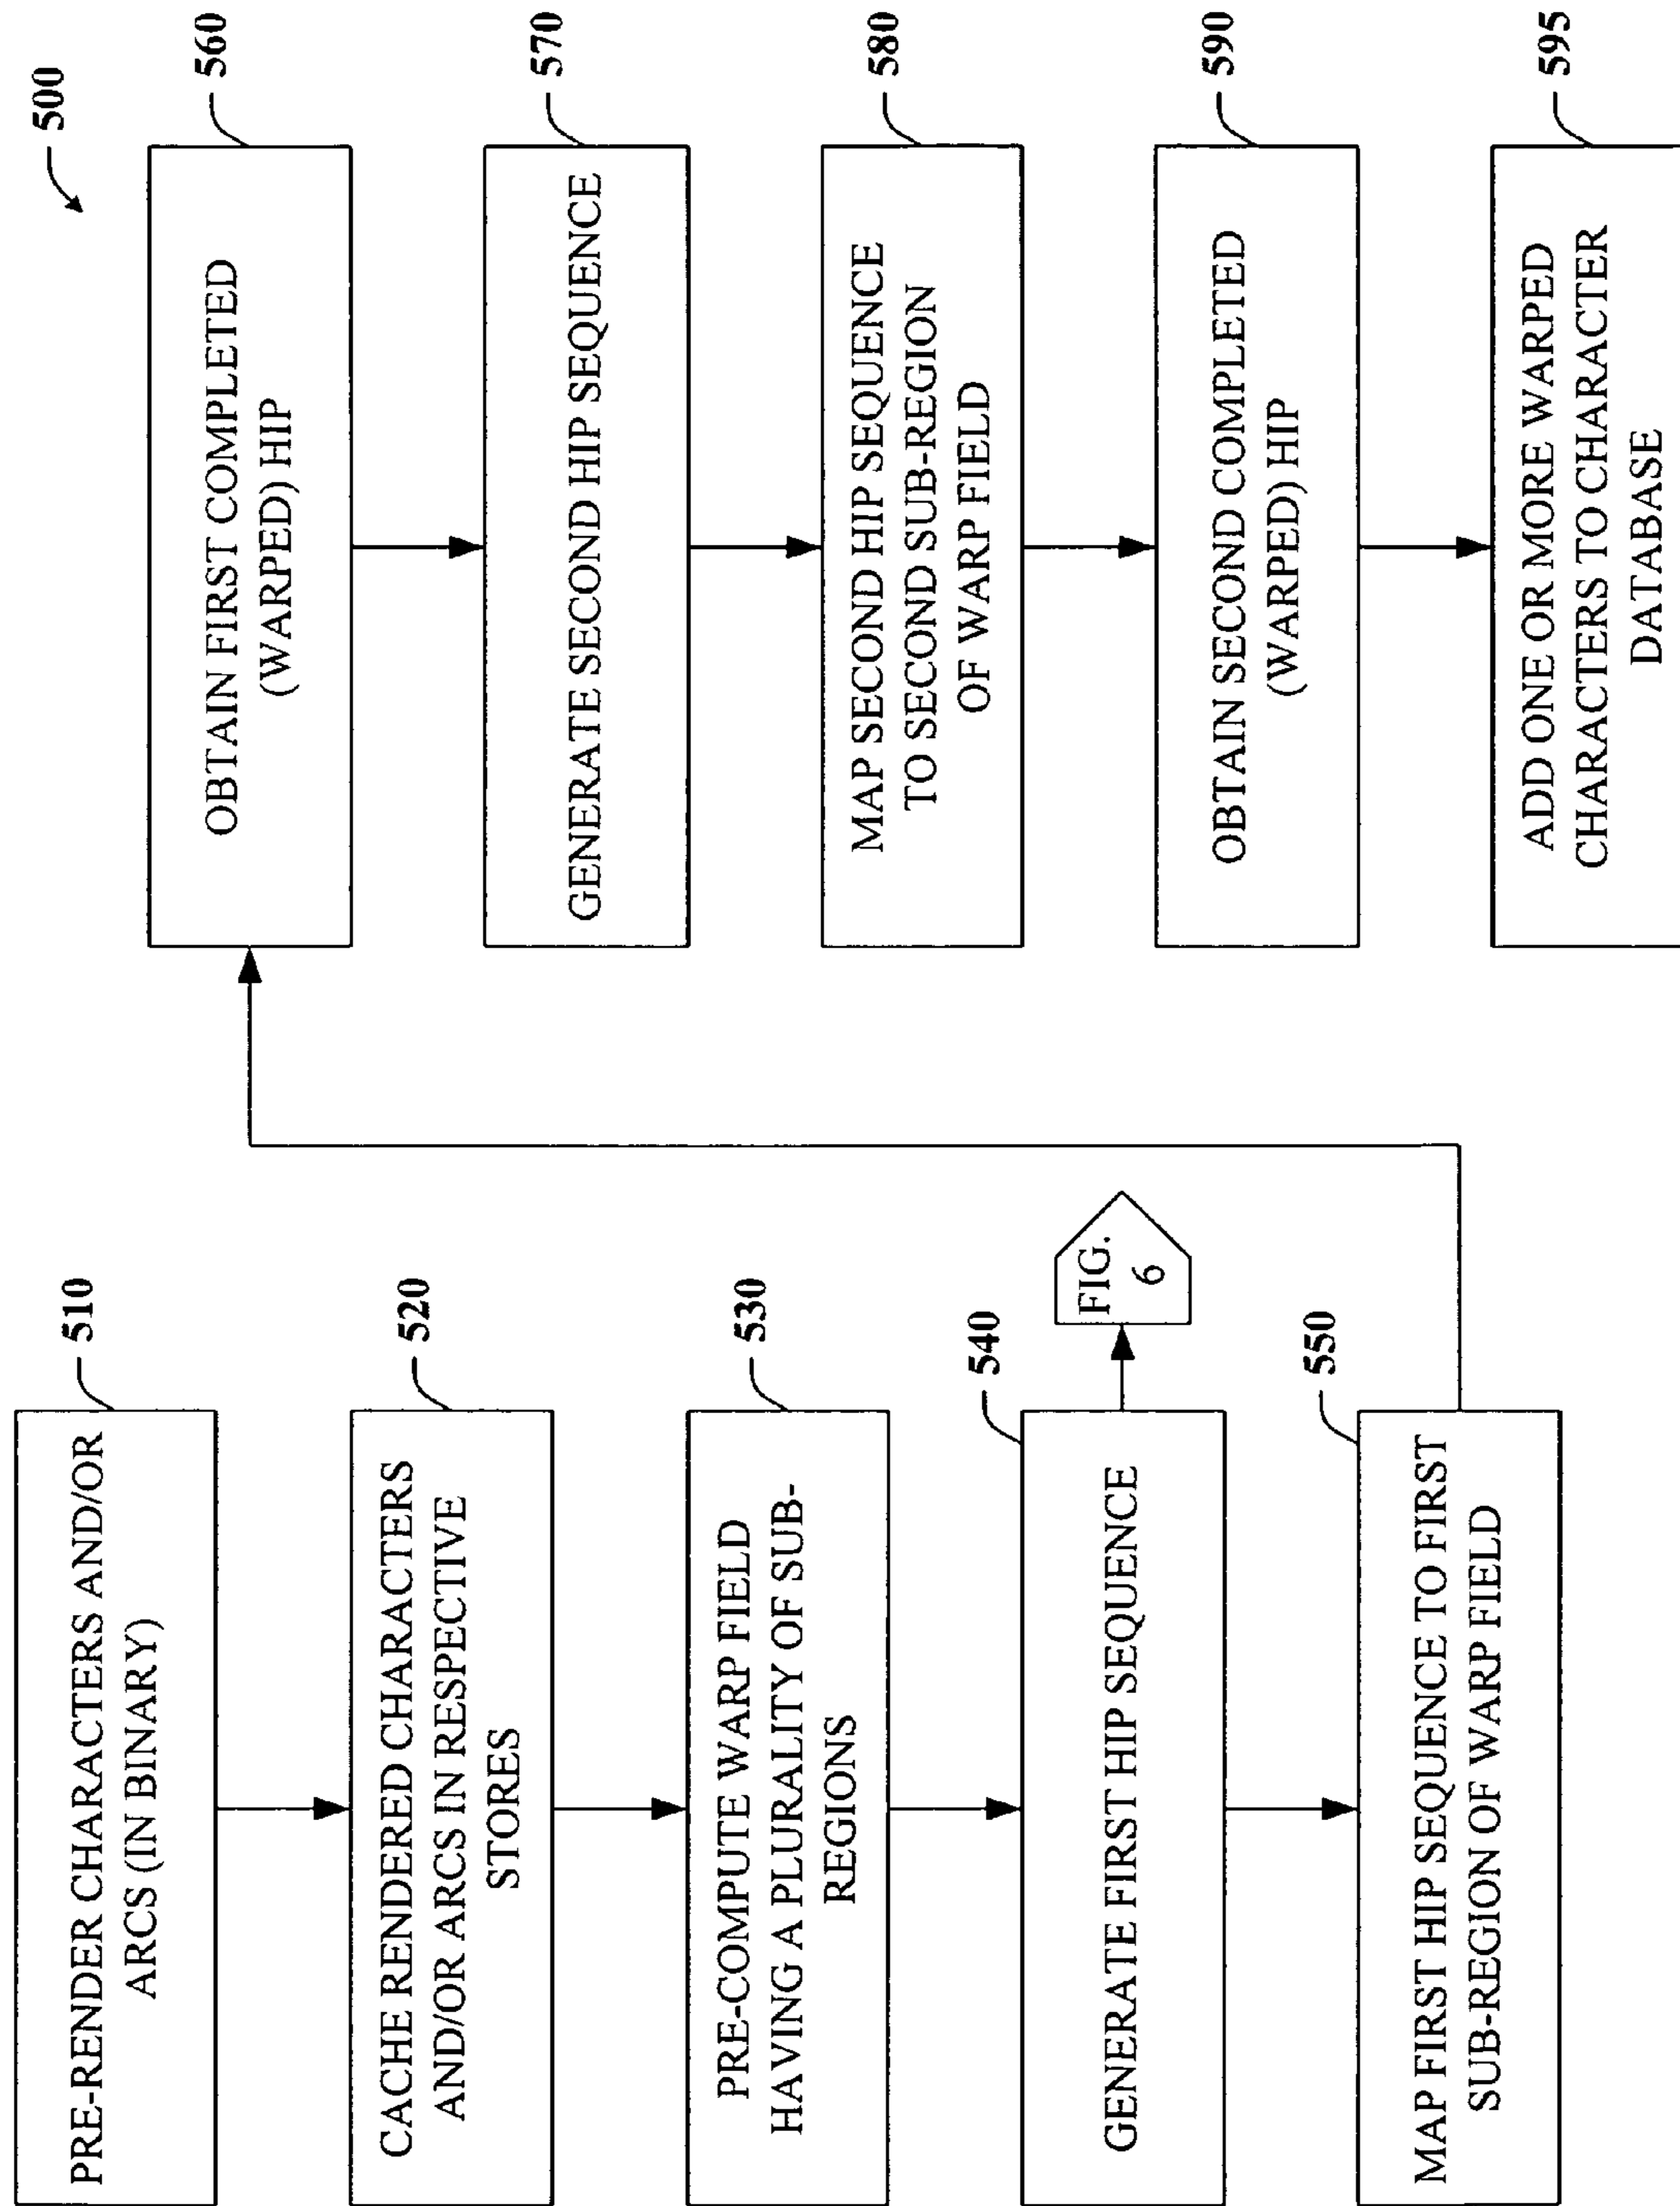 500
PRE-RENDER CHARACTERS AND/OR
ARCS (IN BINARY)
510
CACHE RENDERED CHARACTERS
AND/OR ARCS IN RESPECTIVE
STORES
520
PRE-COMPUTE WARP FIELD
HAVING A PLURALITY OF SUB-
REGIONS
530
GENERATE FIRST HIP SEQUENCE
540
FIG.
6
MAP FIRST HIP SEQUENCE TO FIRST
SUB-REGION OF WARP FIELD
550
OBTAIN FIRST COMPLETED
(WARPED) HIP
560
GENERATE SECOND HIP SEQUENCE
570
MAP SECOND HIP SEQUENCE
TO SECOND SUB-REGION
OF WARP FIELD
580
OBTAIN SECOND COMPLETED
(WARPED) HIP
590
ADD ONE OR MORE WARPED
CHARACTERS TO CHARACTER
DATABASE
595